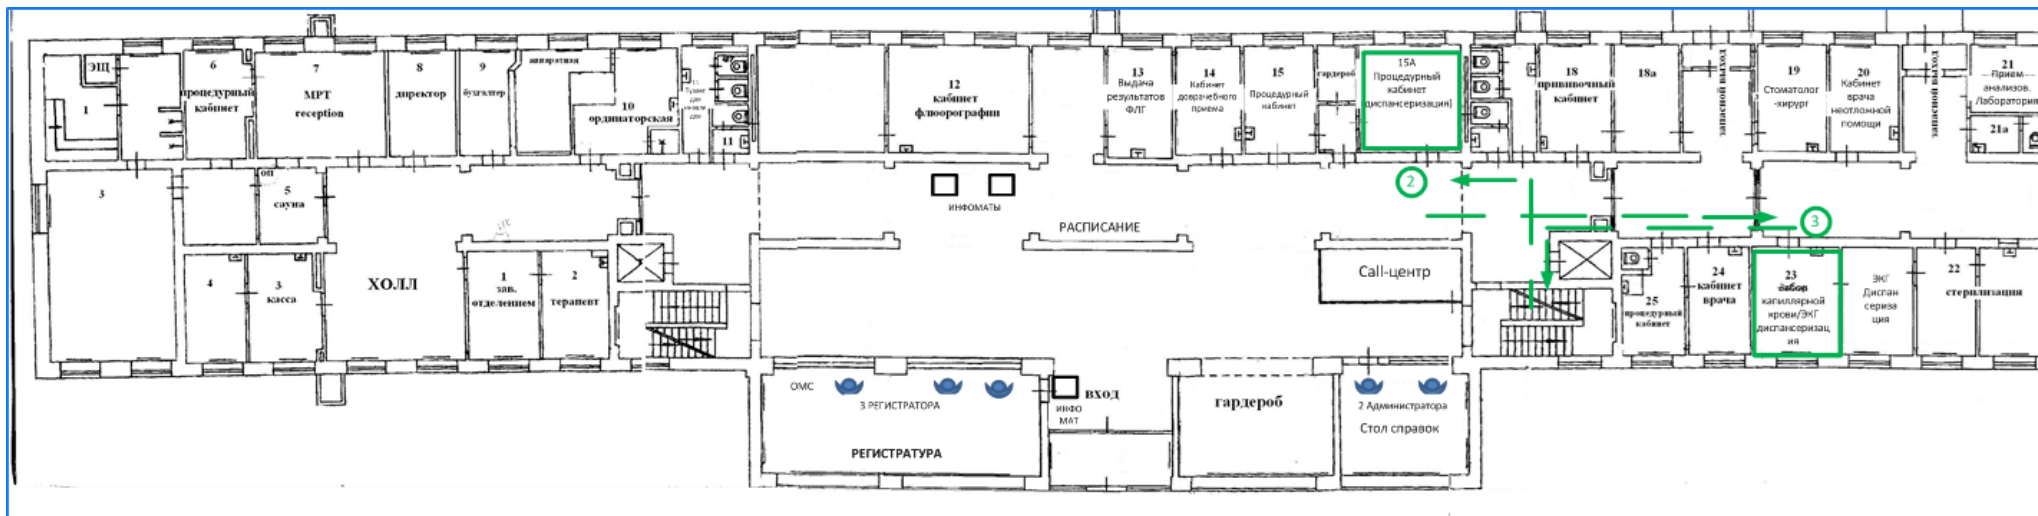 ЭЩ
1
6
процедурный
кабинет
7
МРТ
reception
8
директор
9
бухгалтер
аппаратная
10
ординаторская
11
12
кабинет
флюорографии
13
Выдача
результатов
ФЛГ
14
Кабинет
доврачебного
приема
15
Процедурный
кабинет
гардероб
15А
Процедурный
кабинет
диспансеризация)
18
прививочный
кабинет
18а
запасной выход
19
Стоматолог
-хирург
20
Кабинет
врача
неотложной
помощи
запасной выход
21
Прием
анализов.
Лаборатория
21а
3
оп
5
сауна
ИНФОМАТЫ
РАСПИСАНИЕ
2
3
4
3
касса
ХОЛЛ
1
зав.
отделением
2
терапевт
Call-центр
25
процедурный
кабинет
24
кабинет
врача
23
Забор
капиллярной
крови/ЭКГ
диспансеризац
ия
ЭКГ
Диспан
сериза
ция
22
стерилизация
ОМС
3 РЕГИСТРАТОРА
РЕГИСТРАТУРА
ИНФО
МАТ
ВХОД
гардероб
2 Администратора
Стол справок